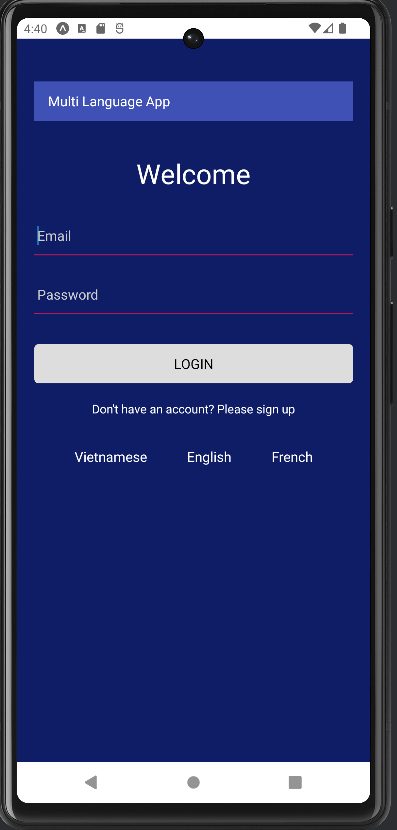 4:40
Multi Language App
Welcome
Email
Password
LOGIN
Don't have an account? Please sign up
Vietnamese English French